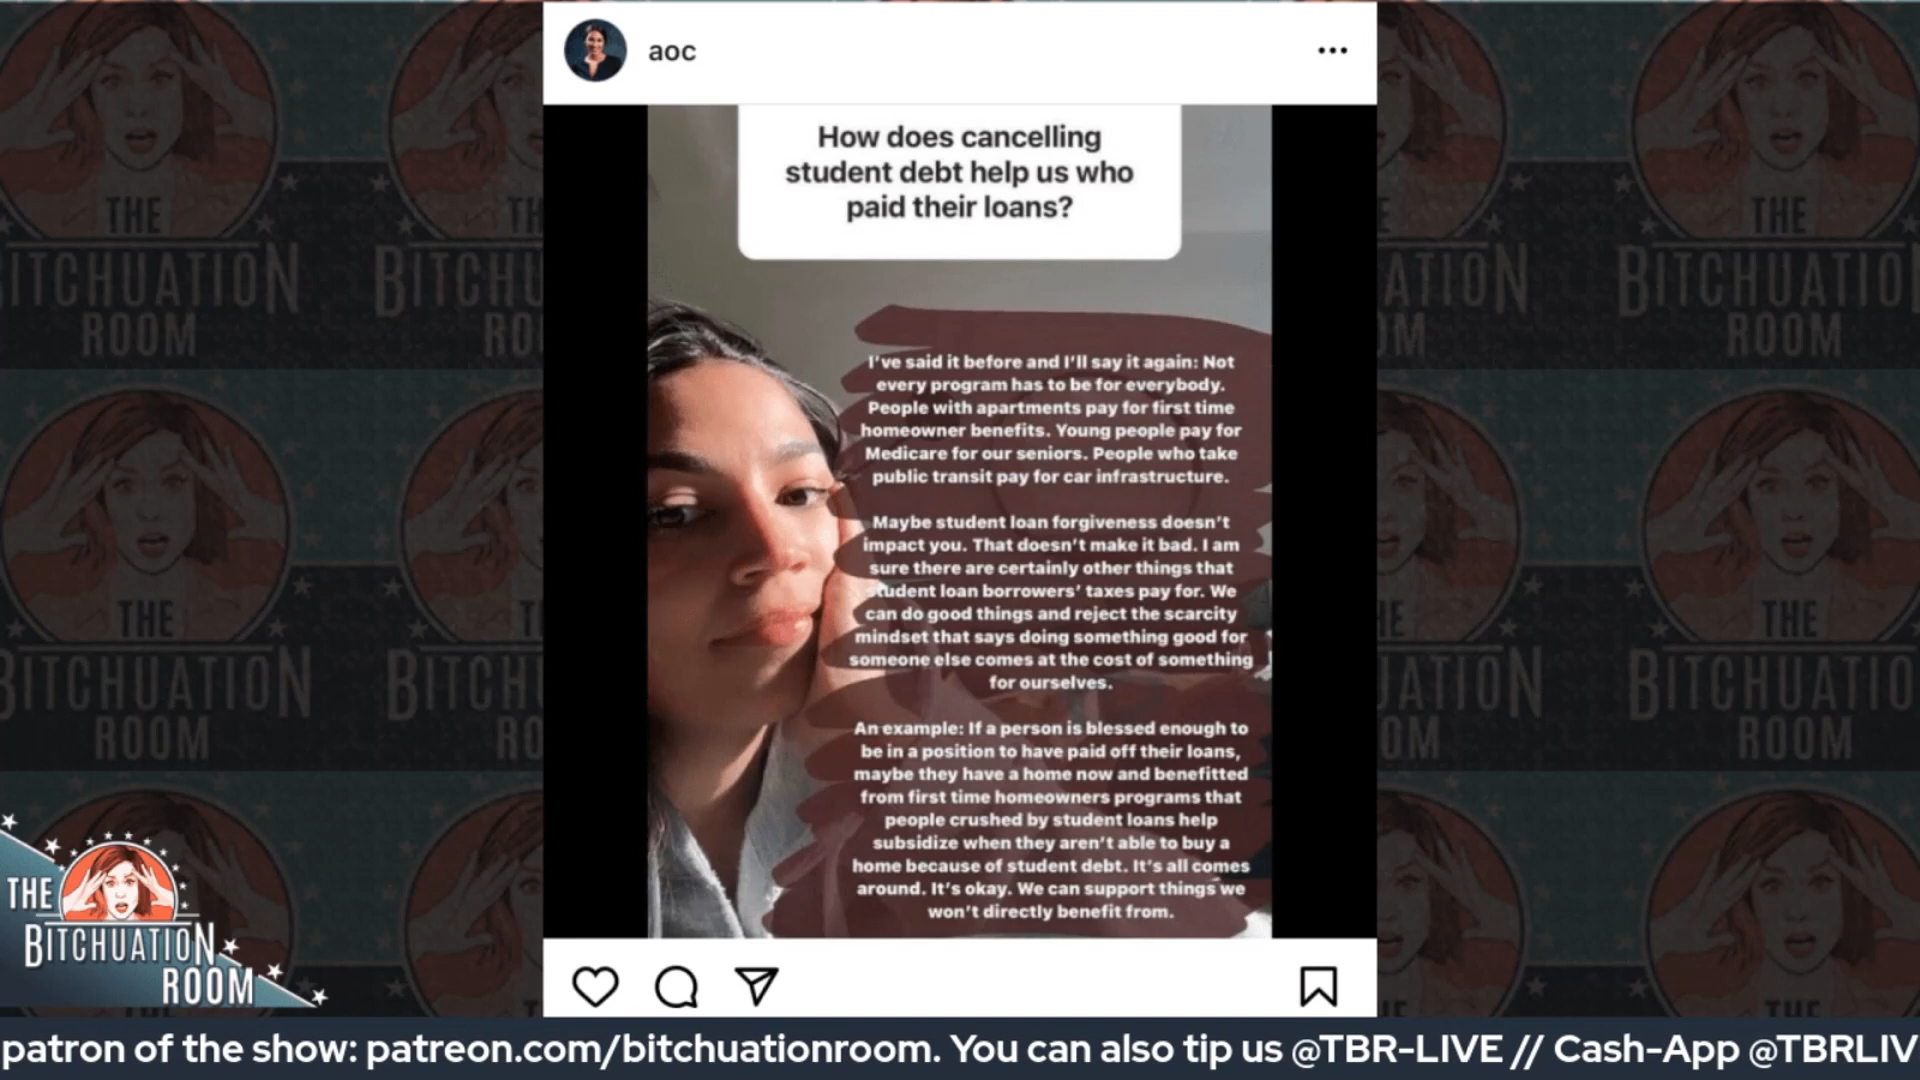 aoc
How does cancelling
student debt help us who
paid their loans?
I've said it before and I'll say it again: Not
every program has to be for everybody.
People with apartments pay for first time
homeowner benefits. Young people pay for
Medicare for our seniors. People who take
public transit pay for car infrastructure.
Maybe student loan forgiveness doesn't
impact you. That doesn't make it bad. I am
sure there are certainly other things that
student loan borrowers' taxes pay for. We
can do good things and reject the scarcity
mindset that says doing something good for
someone else comes at the cost of something
for ourselves.
An example: If a person is blessed enough to
be in a position to have paid off their loans,
maybe they have a home now and benefitted
from first time homeowners programs that
people crushed by student loans help
subsidize when they aren't able to buy a
home because of student debt. It's all comes
around. It's okay. We can support things we
won't directly benefit from.
THE
BITCHUATION
ROOM
patron of the show: patreon.com/bitchuationroom. You can also tip us @TBR-LIVE // Cash-App @TBRLIV